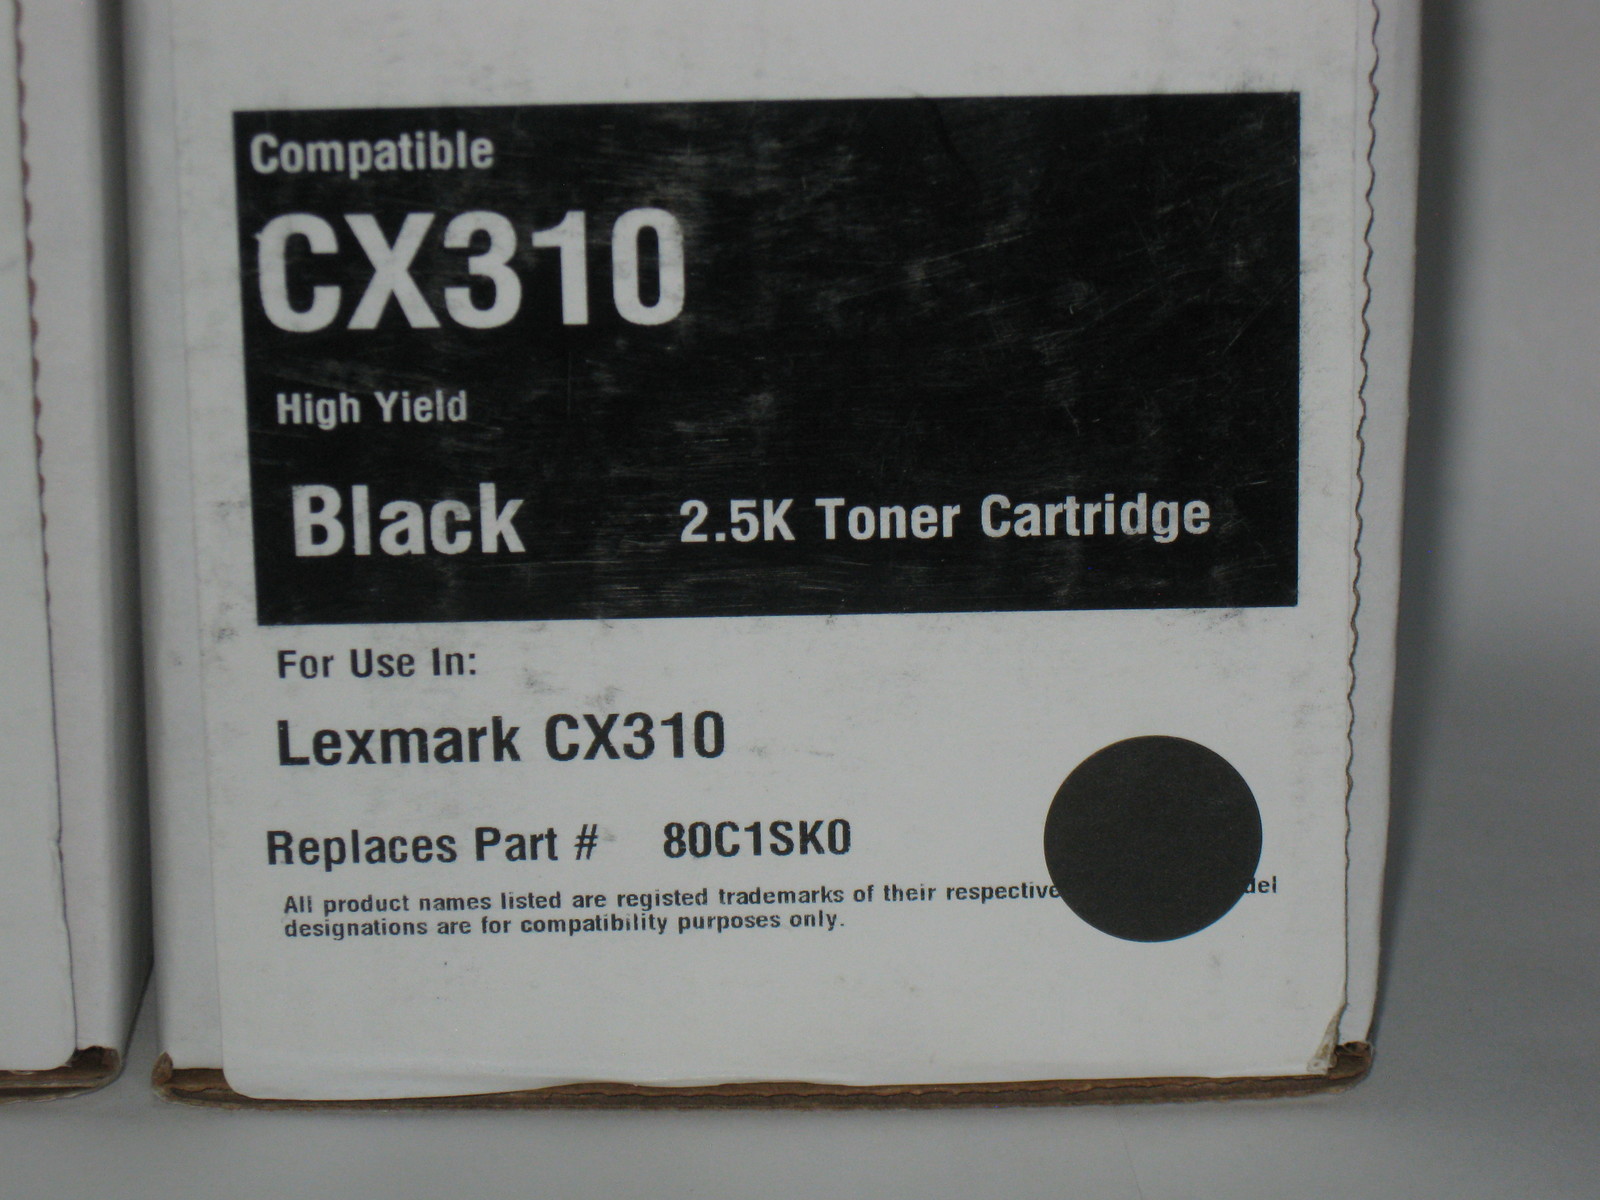 Compatible
CX310
High Yield
Black 2.5K Toner Cartridge
For Use In:
Lexmark CX310
Replaces Part # 80C1SK0
All product names listed are registed trademarks of their respective del
designations are for compatibility purposes only.